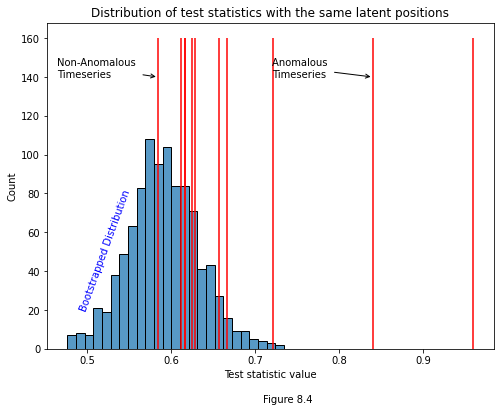 Distribution of test statistics with the same latent positions
160
140
120
100
80
60
40
20
0
Count
Non-Anomalous
Timeseries
Anomalous
Timeseries
Bootstrapped Distribution
0.5
0.6
0.7
0.8
0.9
Test statistic value
Figure 8.4